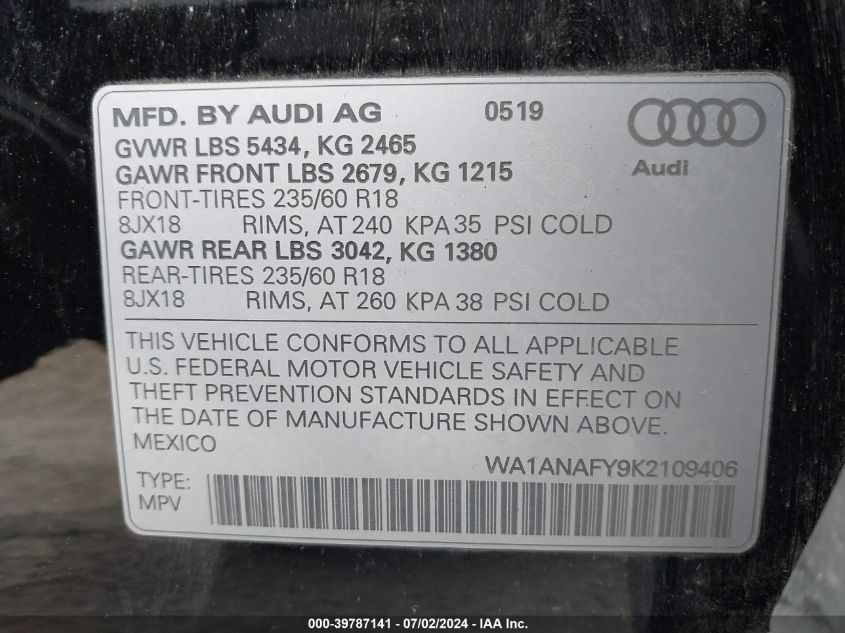 MFD. BY AUDI AG 0519
GVWR LBS 5434, KG 2465
GAWR FRONT LBS 2679, KG 1215
Audi
FRONT-TIRES 235/60 R18
8JX18 RIMS, AT 240 KPA 35 PSI COLD
GAWR REAR LBS 3042, KG 1380
REAR-TIRES 235/60 R18
8JX18 RIMS, AT 260 KPA 38 PSI COLD
THIS VEHICLE CONFORMS TO ALL APPLICABLE
U.S. FEDERAL MOTOR VEHICLE SAFETY AND
THEFT PREVENTION STANDARDS IN EFFECT ON
THE DATE OF MANUFACTURE SHOWN ABOVE.
MEXICO
WA1ANAFY9K2109406
TYPE:
MPV
000-39787141 - 07/02/2024 - WA, USA